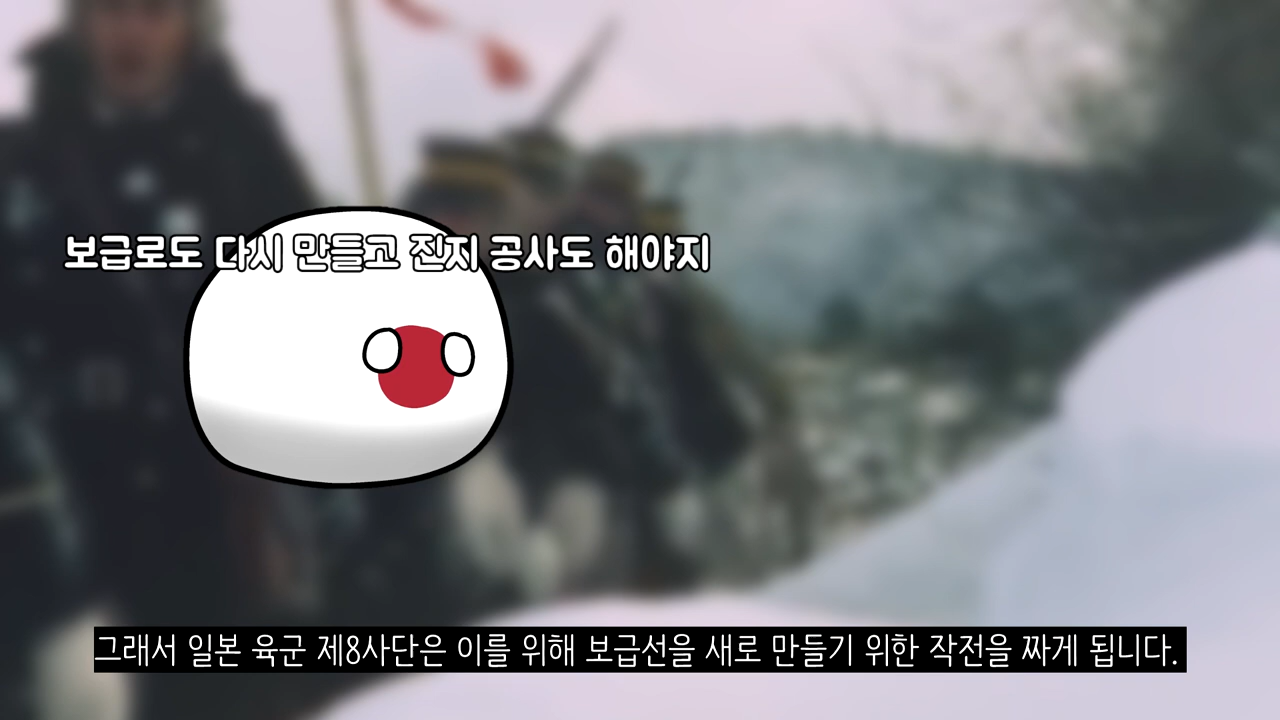 보급로도 다시 만들고 진지 공사도 해야지
그래서 일본 육군 제8사단은 이를 위해 보급선을 새로 만들기 위한 작전을 짜게 됩니다.